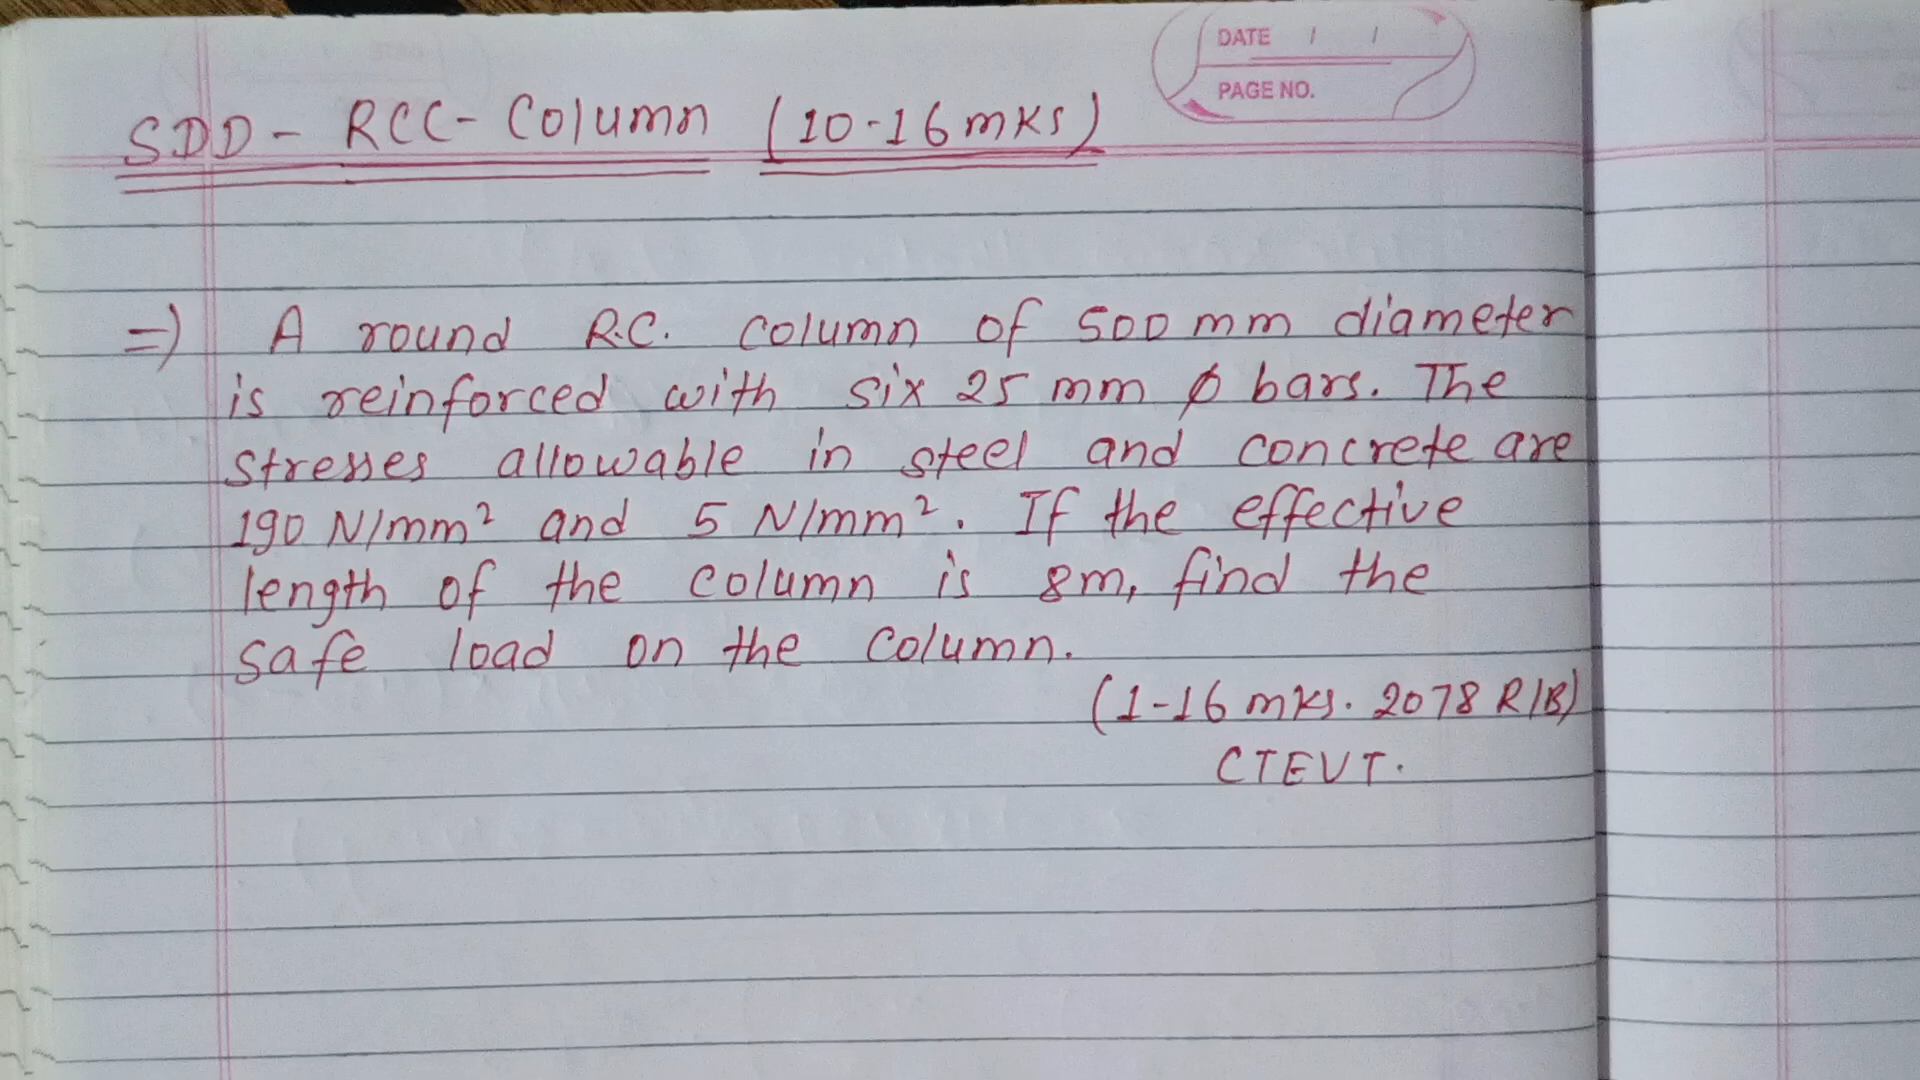 DATE / /
PAGE NO.
SDD - RCC - Column (10-16 mks)
=) A round R.C. column of 500 mm diameter
is reinforced with six 25 mm ϕ bars. The
stresses allowable in steel and concrete are
190 N/mm² and 5 N/mm². If the effective
length of the column is 8m, find the
safe load on the column.
(1-16 mks. 2078 R/B)
CTEVT.